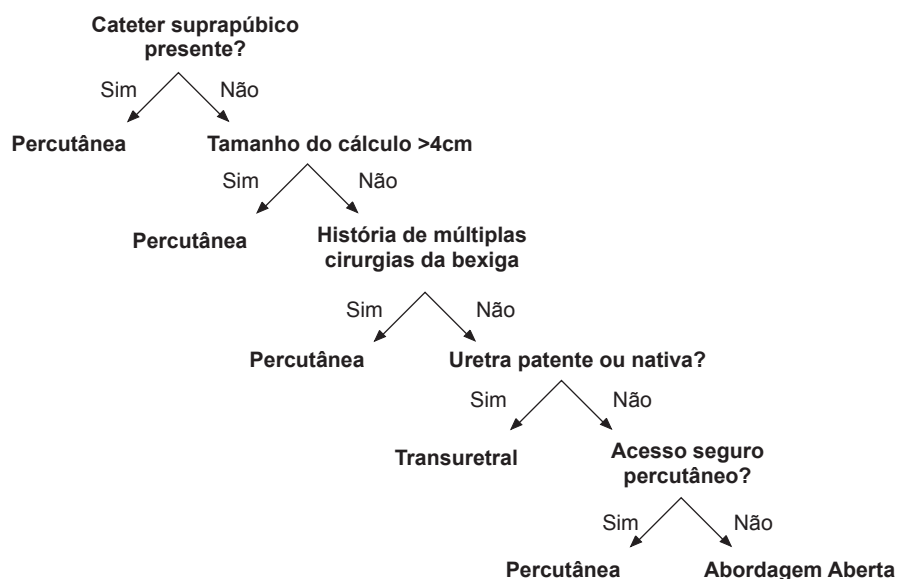 Cateter suprapúbico
presente?
Sim
Não
Percutânea
Tamanho do cálculo >4cm
Sim
Não
Percutânea
História de múltiplas
cirurgias da bexiga
Sim
Não
Percutânea
Uretra patente ou nativa?
Sim
Não
Transuretral
Acesso seguro
percutâneo?
Sim
Não
Percutânea
Abordagem Aberta